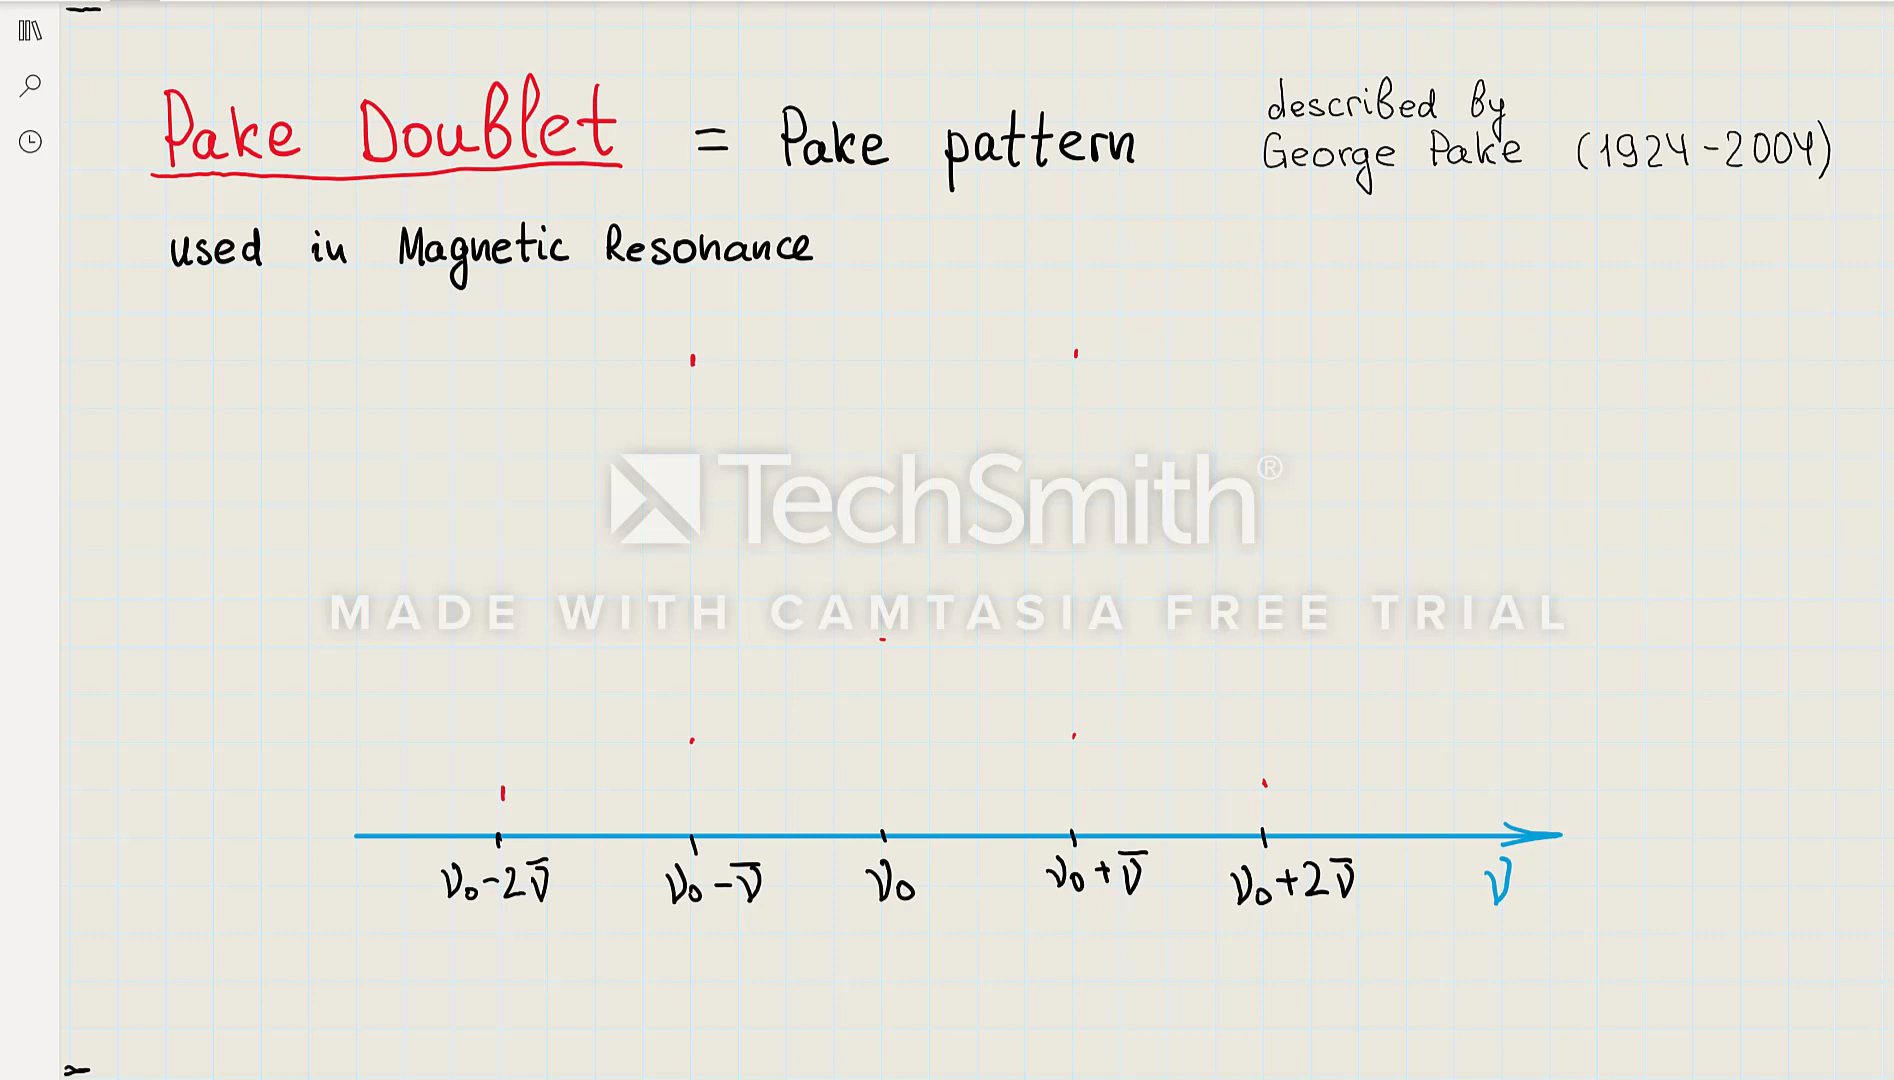 Pake Doublet = Pake pattern
described by
George Pake (1924-2004)
used in Magnetic Resonance
TechSmith®
MADE WITH CAMTASIA FREE TRIAL
ν₀-2ν̅ ν₀-ν̅ ν₀ ν₀+ν̅ ν₀+2ν̅ ν